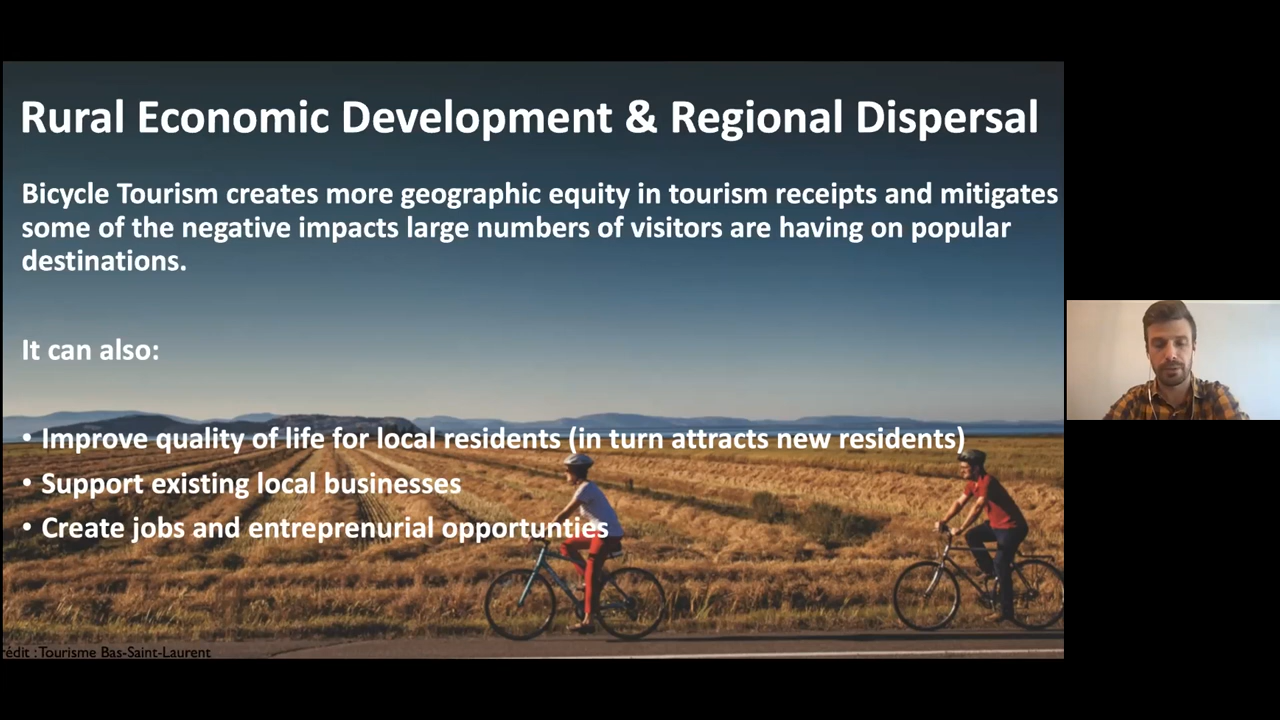 Rural Economic Development & Regional Dispersal
Bicycle Tourism creates more geographic equity in tourism receipts and mitigates
some of the negative impacts large numbers of visitors are having on popular
destinations.
It can also:
• Improve quality of life for local residents (in turn attracts new residents)
• Support existing local businesses
• Create jobs and entreprenurial opportunties
rédit : Tourisme Bas-Saint-Laurent